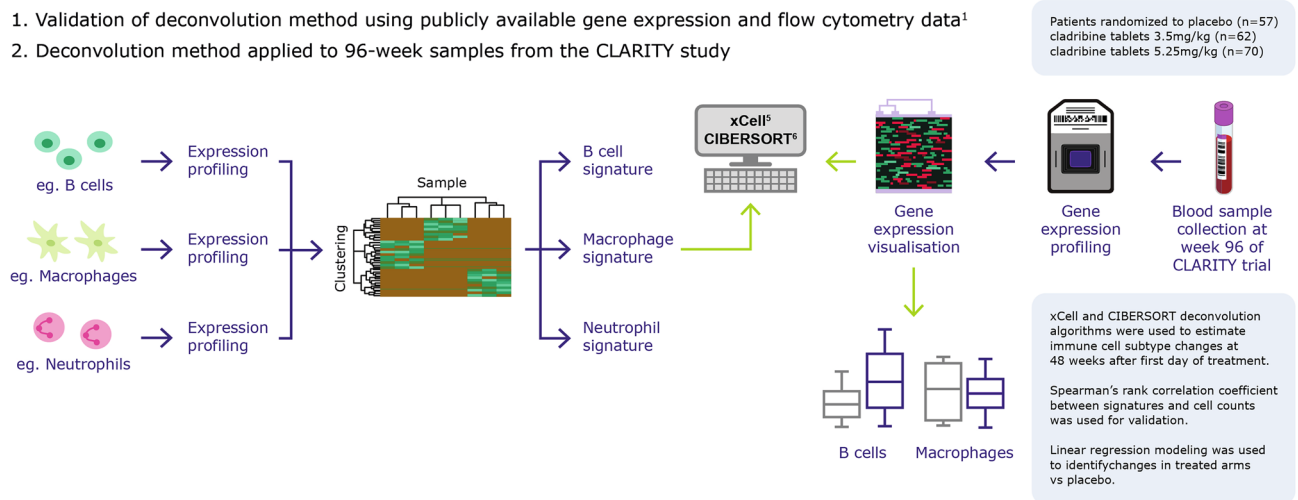 1. Validation of deconvolution method using publicly available gene expression and flow cytometry data¹
2. Deconvolution method applied to 96-week samples from the CLARITY study
Patients randomized to placebo (n=57)
cladribine tablets 3.5mg/kg (n=62)
cladribine tablets 5.25mg/kg (n=70)
eg. B cells
Expression
profiling
eg. Macrophages
Expression
profiling
eg. Neutrophils
Expression
profiling
Sample
Clustering
B cell
signature
Macrophage
signature
Neutrophil
signature
xCell⁵
CIBERSORT⁶
Gene
expression
visualisation
Gene
expression
profiling
Blood sample
collection at
week 96 of
CLARITY trial
B cells
Macrophages
xCell and CIBERSORT deconvolution
algorithms were used to estimate
immune cell subtype changes at
48 weeks after first day of treatment.
Spearman's rank correlation coefficient
between signatures and cell counts
was used for validation.
Linear regression modeling was used
to identifychanges in treated arms
vs placebo.